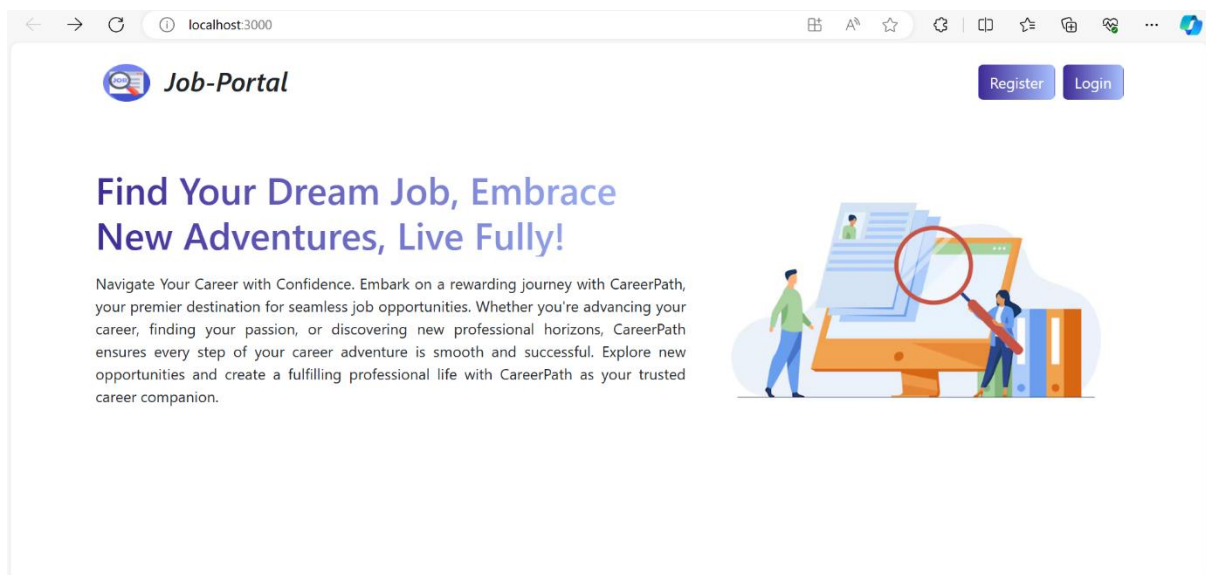 localhost:3000
JOB
Job-Portal
Register
Login
Find Your Dream Job, Embrace
New Adventures, Live Fully!
Navigate Your Career with Confidence. Embark on a rewarding journey with CareerPath,
your premier destination for seamless job opportunities. Whether you're advancing your
career, finding your passion, or discovering new professional horizons, CareerPath
ensures every step of your career adventure is smooth and successful. Explore new
opportunities and create a fulfilling professional life with CareerPath as your trusted
career companion.